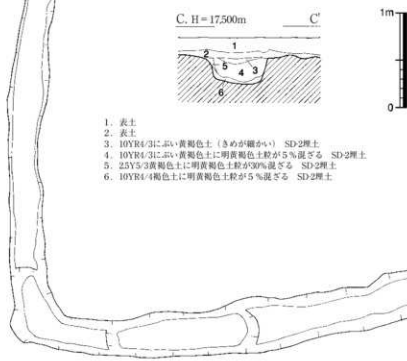 C. H=17,500m C'
1m
0
1
2
5
3
4
6
1. 表土
2. 表土
3. 10YR4/3にぶい黄褐色土（きめが細かい） SD-2埋土
4. 10YR4/3にぶい黄褐色土に明黄褐色土粒が5％混ざる SD-2埋土
5. 2.5Y5/3黄褐色土に明黄褐色土粒が30％混ざる SD-2埋土
6. 10YR4/4褐色土に明黄褐色土粒が5％混ざる SD-2埋土